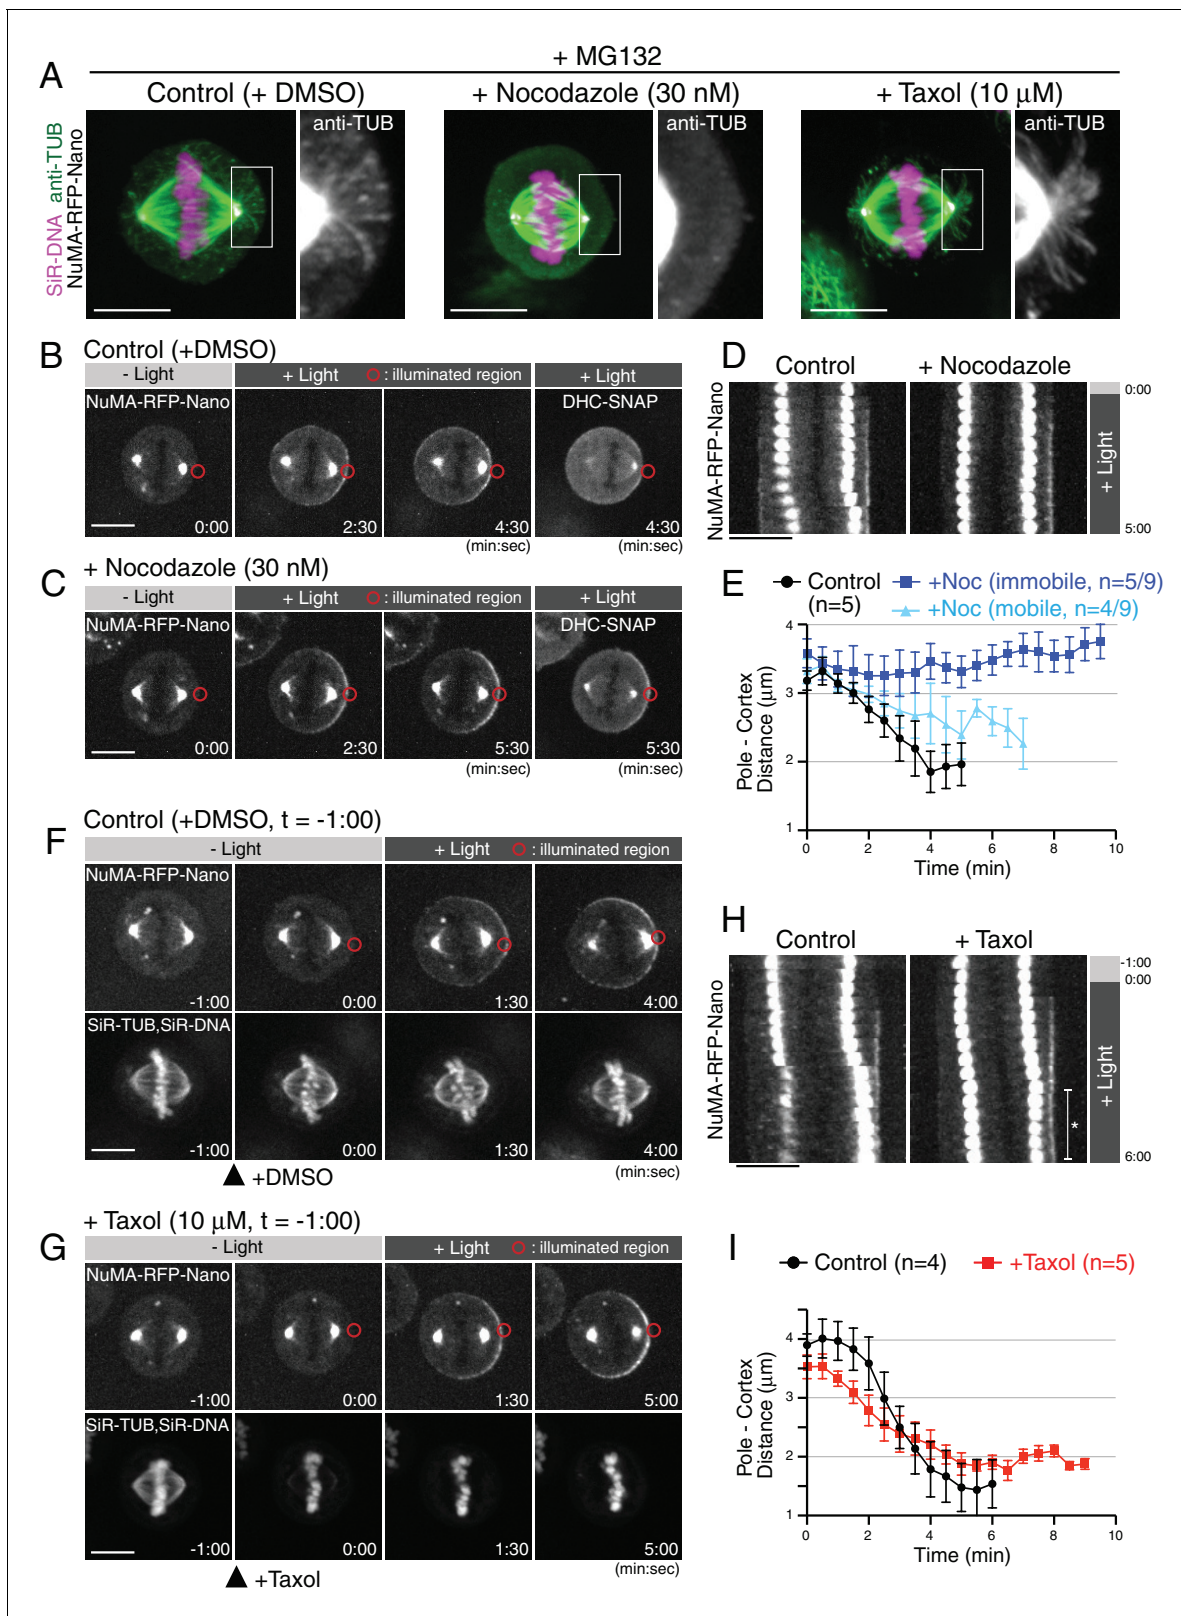 + MG132
A
Control (+ DMSO)
+ Nocodazole (30 nM)
+ Taxol (10 μM)
SiR-DNA anti-TUB
NuMA-RFP-Nano
anti-TUB
anti-TUB
anti-TUB
B
Control (+DMSO)
- Light
+ Light
: illuminated region
+ Light
NuMA-RFP-Nano
DHC-SNAP
0:00
2:30
4:30
4:30
(min:sec)
(min:sec)
C
+ Nocodazole (30 nM)
- Light
+ Light
: illuminated region
+ Light
NuMA-RFP-Nano
DHC-SNAP
0:00
2:30
5:30
5:30
(min:sec)
(min:sec)
D
Control
+ Nocodazole
NuMA-RFP-Nano
0:00
+ Light
5:00
E
Control
(n=5)
+Noc (immobile, n=5/9)
+Noc (mobile, n=4/9)
Pole - Cortex
Distance (μm)
4
3
2
1
0
2
4
6
8
10
Time (min)
F
Control (+DMSO, t = -1:00)
- Light
+ Light
: illuminated region
NuMA-RFP-Nano
-1:00
0:00
1:30
4:00
SiR-TUB,SiR-DNA
-1:00
0:00
1:30
4:00
(min:sec)
+DMSO
G
+ Taxol (10 μM, t = -1:00)
- Light
+ Light
: illuminated region
NuMA-RFP-Nano
-1:00
0:00
1:30
5:00
SiR-TUB,SiR-DNA
-1:00
0:00
1:30
5:00
(min:sec)
+Taxol
H
Control
+ Taxol
NuMA-RFP-Nano
-1:00
0:00
+ Light
*
6:00
I
Control (n=4)
+Taxol (n=5)
Pole - Cortex
Distance (μm)
4
3
2
1
0
2
4
6
8
10
Time (min)